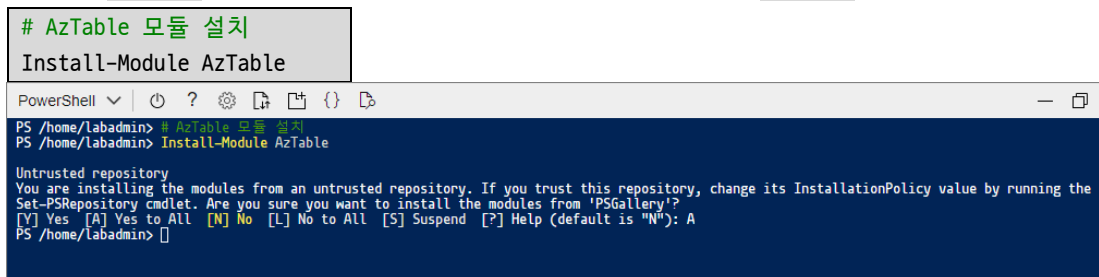 # AzTable 모듈 설치
Install-Module AzTable
PowerShell
PS /home/labadmin> # AzTable 모듈 설치
PS /home/labadmin> Install-Module AzTable
Untrusted repository
You are installing the modules from an untrusted repository. If you trust this repository, change its InstallationPolicy value by running the
Set-PSRepository cmdlet. Are you sure you want to install the modules from 'PSGallery'?
[Y] Yes  [A] Yes to All  [N] No  [L] No to All  [S] Suspend  [?] Help (default is "N"): A
PS /home/labadmin>